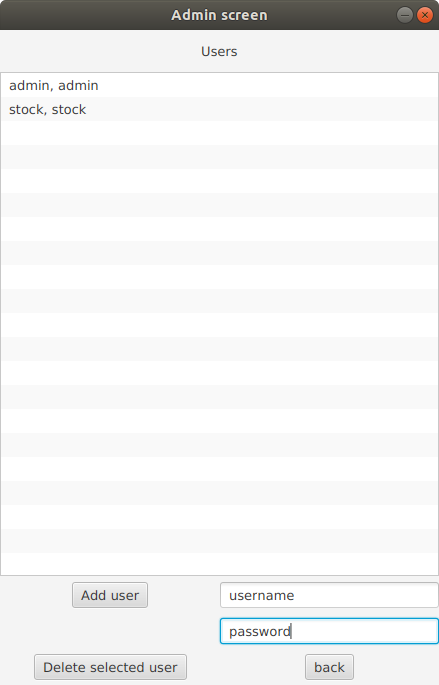 Admin screen
Users
admin, admin
stock, stock
Add user
username
password
Delete selected user
back